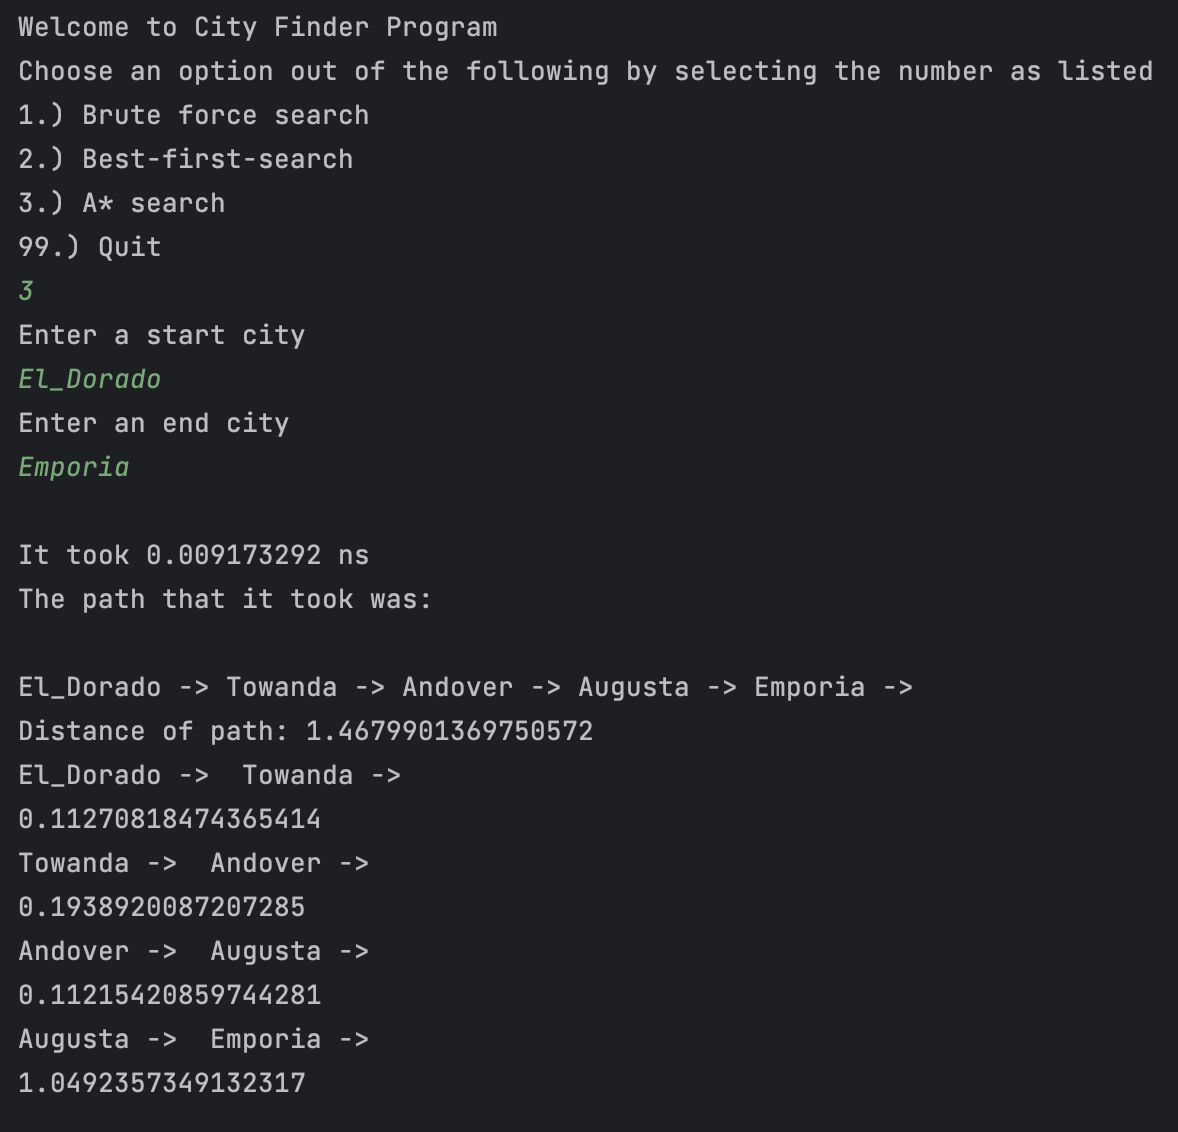 Welcome to City Finder Program
Choose an option out of the following by selecting the number as listed
1.) Brute force search
2.) Best-first-search
3.) A* search
99.) Quit
3
Enter a start city
El_Dorado
Enter an end city
Emporia
It took 0.009173292 ns
The path that it took was:
El_Dorado -> Towanda -> Andover -> Augusta -> Emporia ->
Distance of path: 1.4679901369750572
El_Dorado ->  Towanda ->
0.11270818474365414
Towanda ->  Andover ->
0.1938920087207285
Andover ->  Augusta ->
0.11215420859744281
Augusta ->  Emporia ->
1.0492357349132317